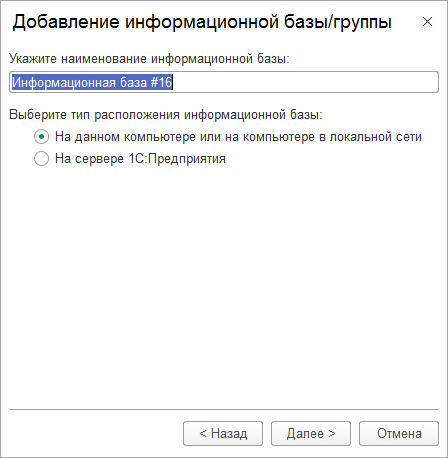 Добавление информационной базы/группы
Укажите наименование информационной базы:
Информационная база #16
Выберите тип расположения информационной базы:
На данном компьютере или на компьютере в локальной сети
На сервере 1С:Предприятия
< Назад Далее > Отмена